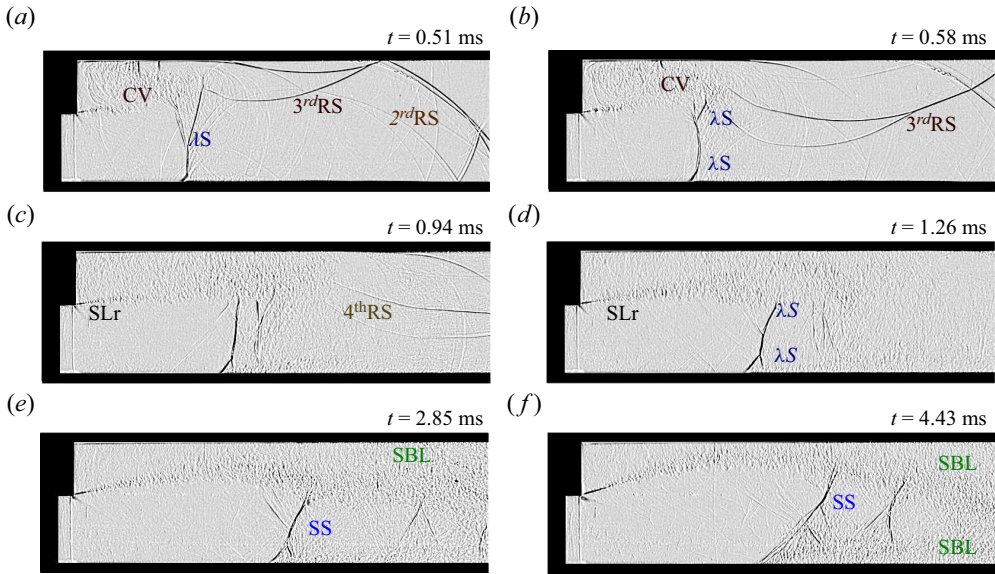 (a)
(b)
t = 0.51 ms
t = 0.58 ms
CV
3rdRS
2rdRS
λS
CV
λS
3rdRS
λS
(c)
(d)
t = 0.94 ms
t = 1.26 ms
SLr
4thRS
SLr
λS
λS
(e)
(f)
t = 2.85 ms
t = 4.43 ms
SBL
SS
SBL
SS
SBL